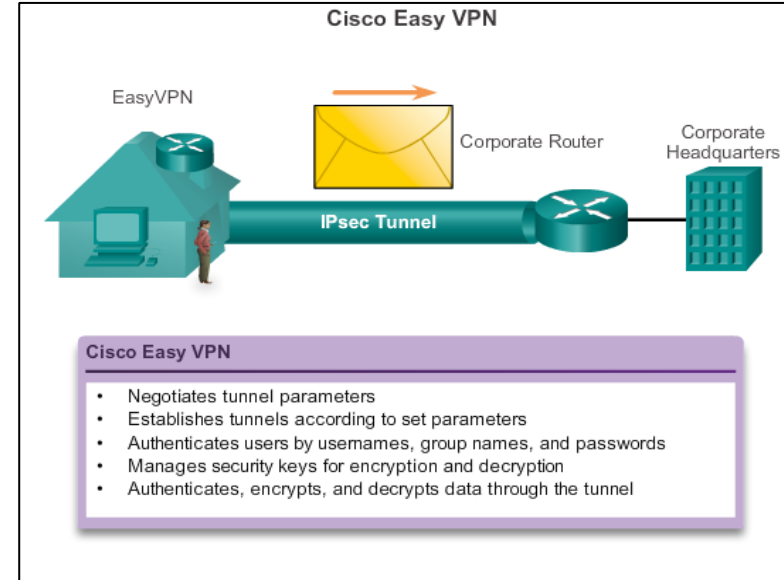 Cisco Easy VPN
EasyVPN
Corporate Router
Corporate
Headquarters
IPsec Tunnel
Cisco Easy VPN
• Negotiates tunnel parameters
• Establishes tunnels according to set parameters
• Authenticates users by usernames, group names, and passwords
• Manages security keys for encryption and decryption
• Authenticates, encrypts, and decrypts data through the tunnel